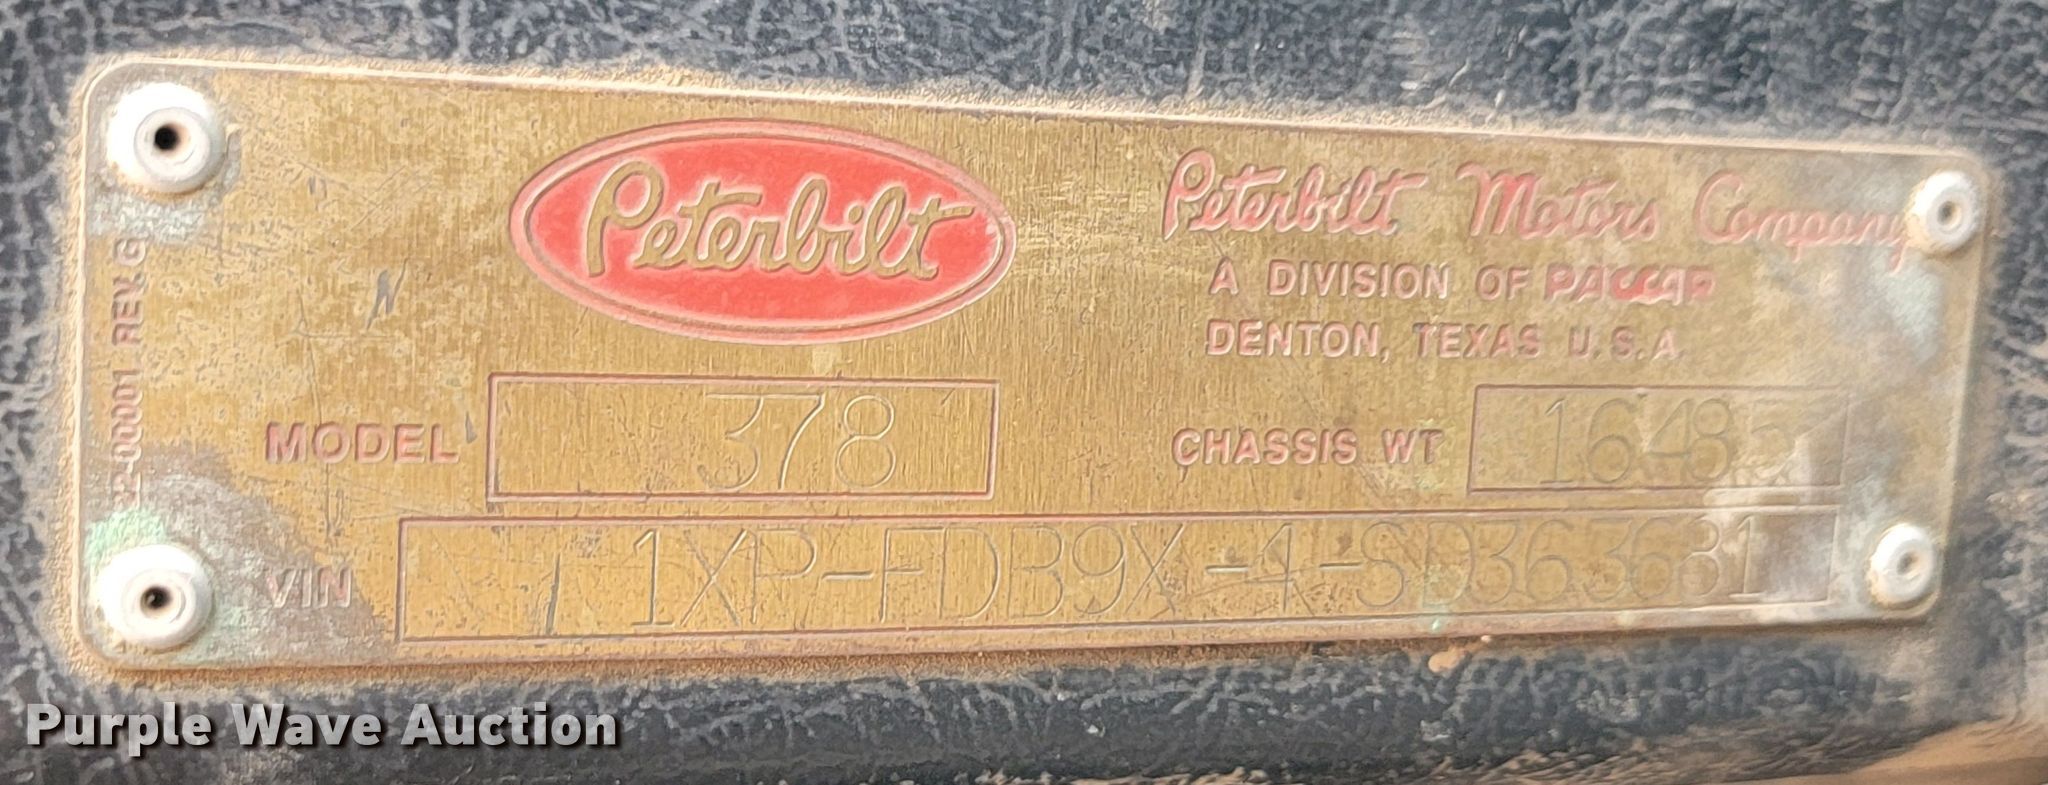 Peterbilt
Peterbilt Motors Company
A DIVISION OF PACCAR
DENTON, TEXAS U.S.A.
22-00001 REV. G
MODEL 378
CHASSIS WT 16485
VIN 1XP-FDB9X-4-SD363681
Purple Wave Auction